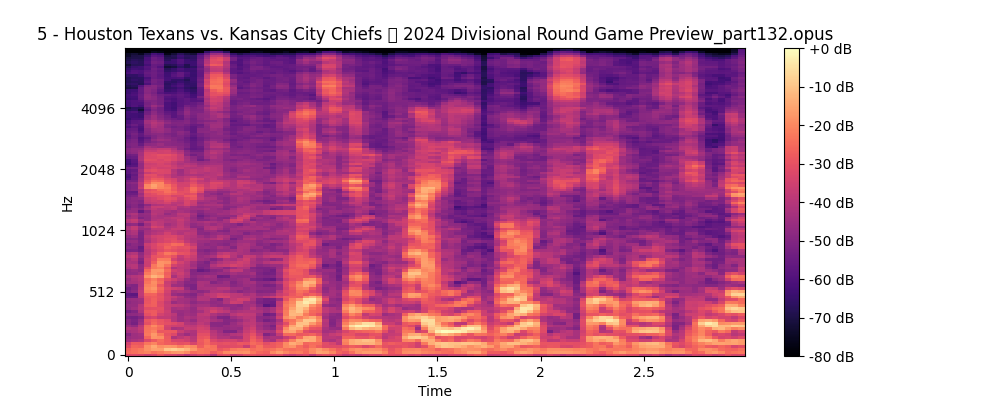 5 - Houston Texans vs. Kansas City Chiefs ▯ 2024 Divisional Round Game Preview_part132.opus
+0 dB
4096
-10 dB
-20 dB
2048
-30 dB
Hz
1024
-40 dB
-50 dB
512
-60 dB
-70 dB
0
-80 dB
0 0.5 1 1.5 2 2.5
Time